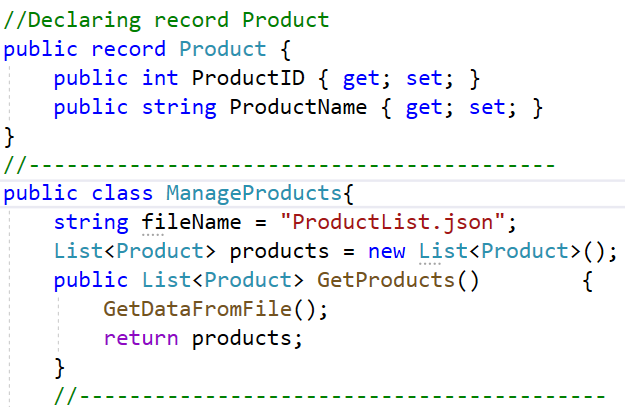 //Declaring record Product
public record Product {
    public int ProductID { get; set; }
    public string ProductName { get; set; }
}
//------------------------------------------
public class ManageProducts{
    string fileName = "ProductList.json";
    List<Product> products = new List<Product>();
    public List<Product> GetProducts()        {
        GetDataFromFile();
        return products;
    }
    //------------------------------------------